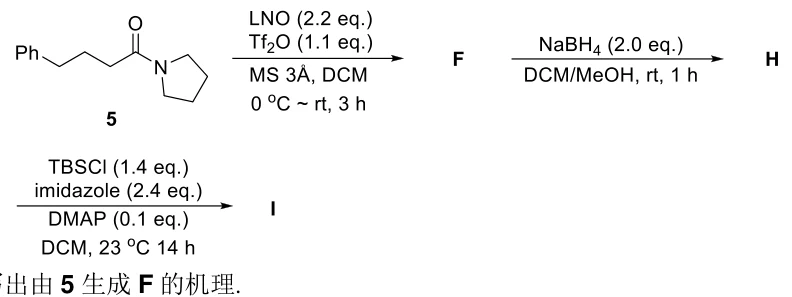 O
Ph
N
5
LNO (2.2 eq.)
Tf₂O (1.1 eq.)
MS 3Å, DCM
0 °C ~ rt, 3 h
F
NaBH₄ (2.0 eq.)
DCM/MeOH, rt, 1 h
H
TBSCl (1.4 eq.)
imidazole (2.4 eq.)
DMAP (0.1 eq.)
DCM, 23 °C 14 h
I
出由 5 生成 F 的机理.